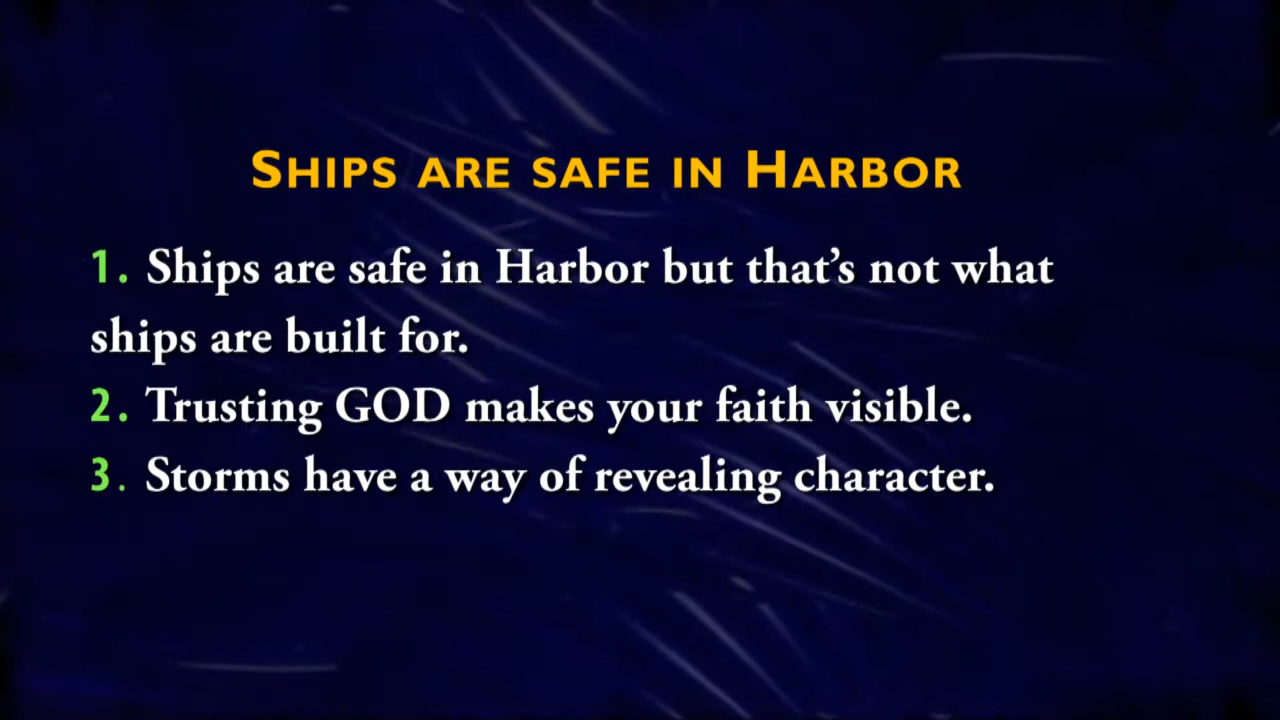 Ships are safe in Harbor
1. Ships are safe in Harbor but that’s not what
ships are built for.
2. Trusting GOD makes your faith visible.
3. Storms have a way of revealing character.